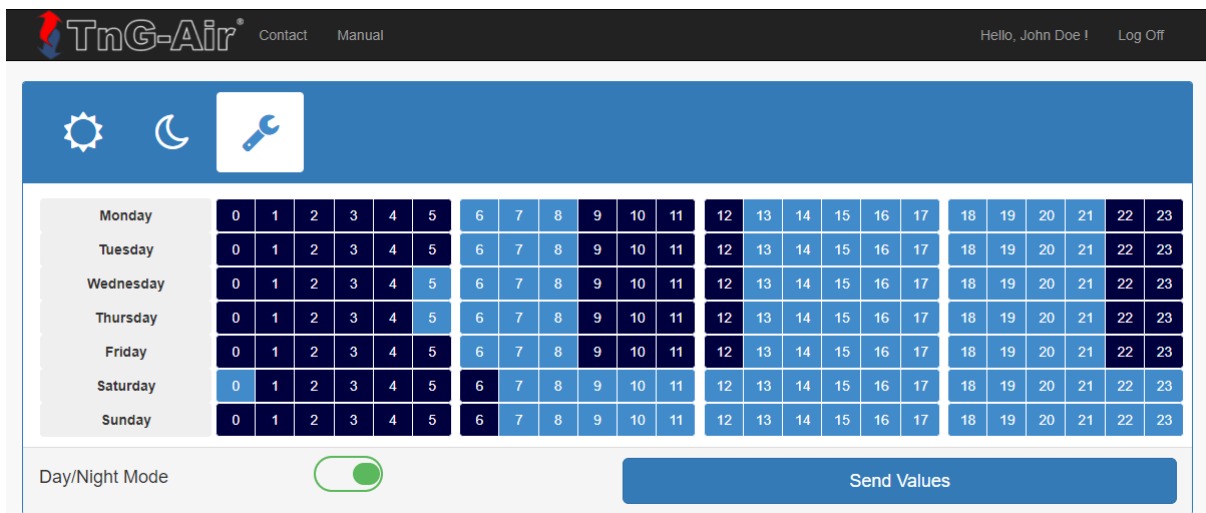 TnG-Air® Contact Manual Hello, John Doe ! Log Off
Monday 0 1 2 3 4 5 6 7 8 9 10 11 12 13 14 15 16 17 18 19 20 21 22 23
Tuesday 0 1 2 3 4 5 6 7 8 9 10 11 12 13 14 15 16 17 18 19 20 21 22 23
Wednesday 0 1 2 3 4 5 6 7 8 9 10 11 12 13 14 15 16 17 18 19 20 21 22 23
Thursday 0 1 2 3 4 5 6 7 8 9 10 11 12 13 14 15 16 17 18 19 20 21 22 23
Friday 0 1 2 3 4 5 6 7 8 9 10 11 12 13 14 15 16 17 18 19 20 21 22 23
Saturday 0 1 2 3 4 5 6 7 8 9 10 11 12 13 14 15 16 17 18 19 20 21 22 23
Sunday 0 1 2 3 4 5 6 7 8 9 10 11 12 13 14 15 16 17 18 19 20 21 22 23
Day/Night Mode Send Values